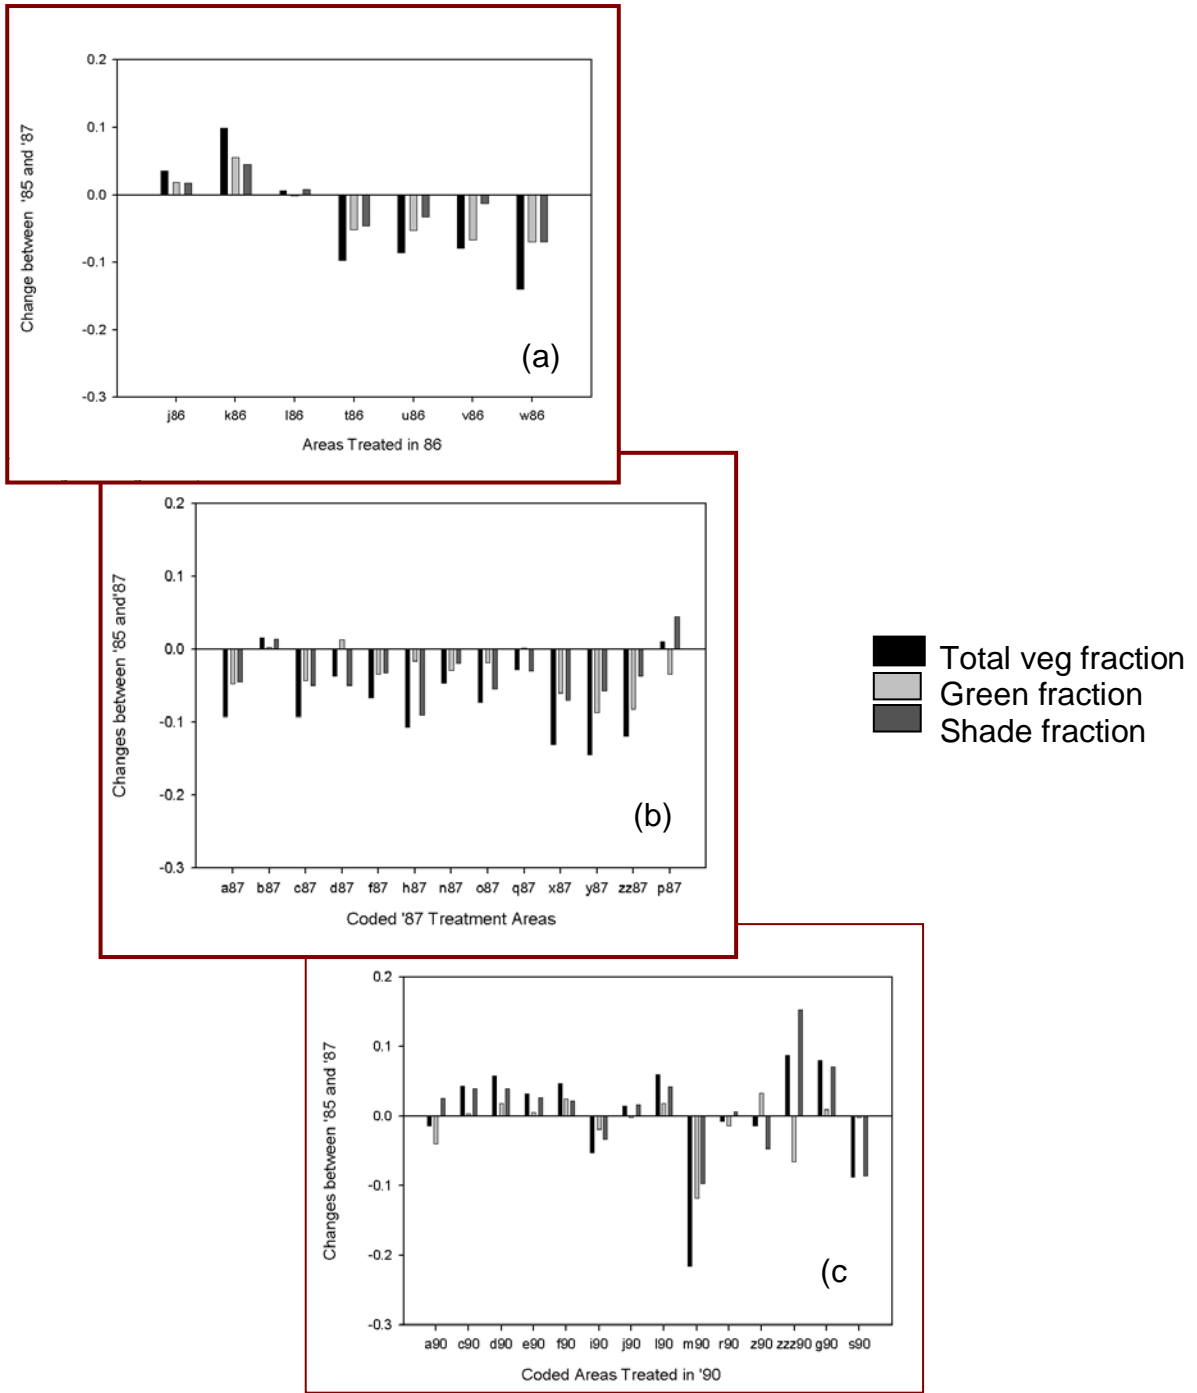 0.2
0.1
0.0
-0.1
-0.2
-0.3
Change between '85 and '87
(a)
j86 k86 l86 t86 u86 v86 w86
Areas Treated in 86
0.2
0.1
0.0
-0.1
-0.2
-0.3
Changes between '85 and'87
(b)
a87 b87 c87 d87 f87 h87 n87 o87 q87 x87 y87 zz87 p87
Coded '87 Treatment Areas
Total veg fraction
Green fraction
Shade fraction
0.2
0.1
0.0
-0.1
-0.2
-0.3
Changes between '85 and '87
(c
a90 c90 d90 e90 f90 i90 j90 l90 m90 r90 z90 zzz90 g90 s90
Coded Areas Treated in '90